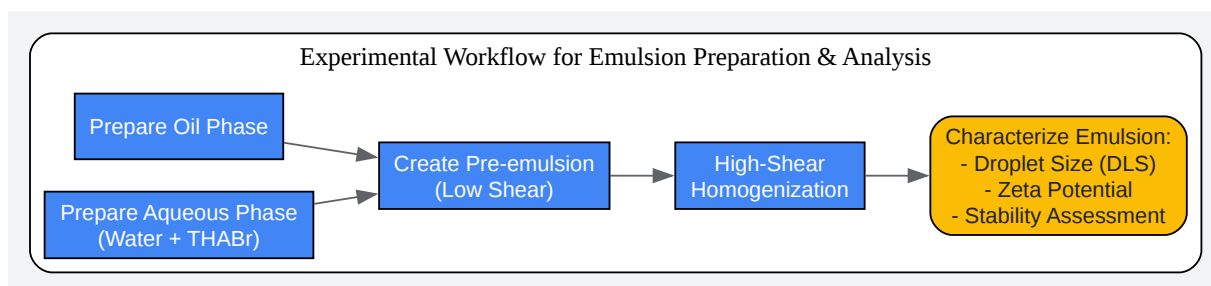 Experimental Workflow for Emulsion Preparation & Analysis
Prepare Oil Phase
Prepare Aqueous Phase
(Water + THABr)
Create Pre-emulsion
(Low Shear)
High-Shear
Homogenization
Characterize Emulsion:
- Droplet Size (DLS)
- Zeta Potential
- Stability Assessment